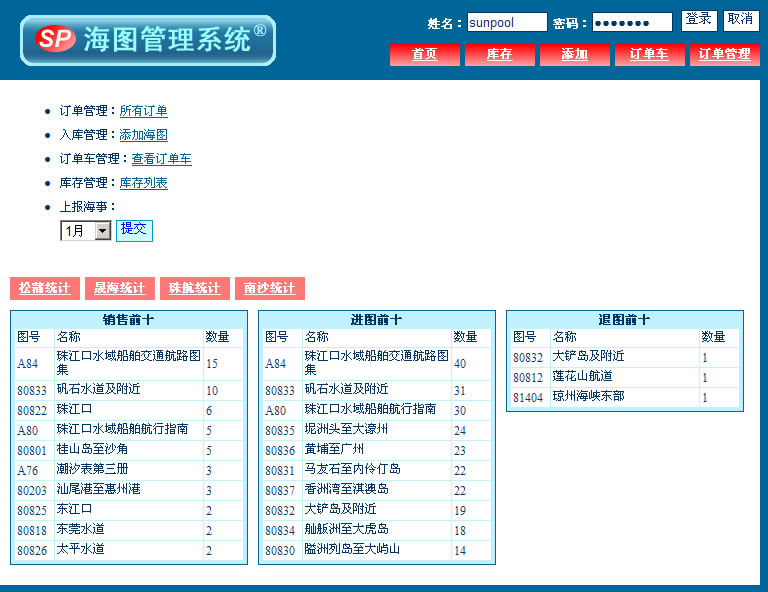 姓名： sunpool 密码： ●●●●●●● 登录 取消
SP 海图管理系统®
首页 库存 添加 订单车 订单管理
订单管理：所有订单
入库管理：添加海图
订单车管理：查看订单车
库存管理：库存列表
上报海事：
1月 提交
晟海统计 珠航统计 南沙统计
销售前十
图号 名称 数量
A84 珠江口水域船舶交通航路图集 15
80833 矾石水道及附近 10
80822 珠江口 6
A80 珠江口水域船舶航行指南 5
80801 桂山岛至沙角 5
A76 潮汐表第三册 3
80203 汕尾港至惠州港 3
80825 东江口 2
80818 东莞水道 2
80826 太平水道 2
进图前十
图号 名称 数量
A84 珠江口水域船舶交通航路图集 40
80833 矾石水道及附近 31
A80 珠江口水域船舶航行指南 30
80835 坭洲头至大濠州 24
80836 黄埔至广州 23
80831 马友石至内伶仃岛 22
80837 香洲湾至淇澳岛 22
80832 大铲岛及附近 19
80834 舢舨洲至大虎岛 18
80830 隘洲列岛至大屿山 14
退图前十
图号 名称 数量
80832 大铲岛及附近 1
80812 莲花山航道 1
81404 琼州海峡东部 1